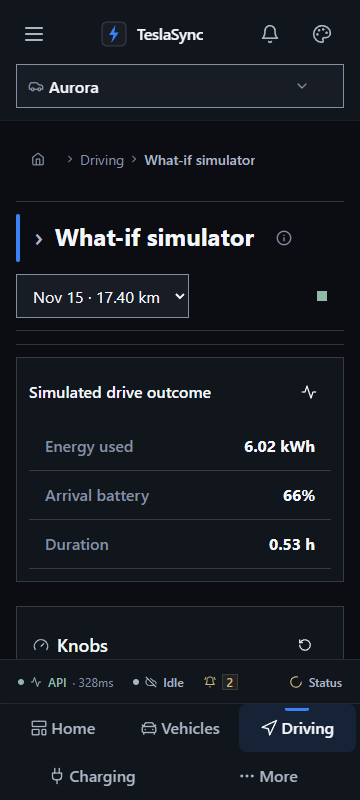 TeslaSync
Aurora
Driving What-if simulator
What-if simulator
Nov 15 · 17.40 km
Simulated drive outcome
Energy used 6.02 kWh
Arrival battery 66%
Duration 0.53 h
Knobs
API · 328ms Idle 2 Status
Home Vehicles Driving
Charging More